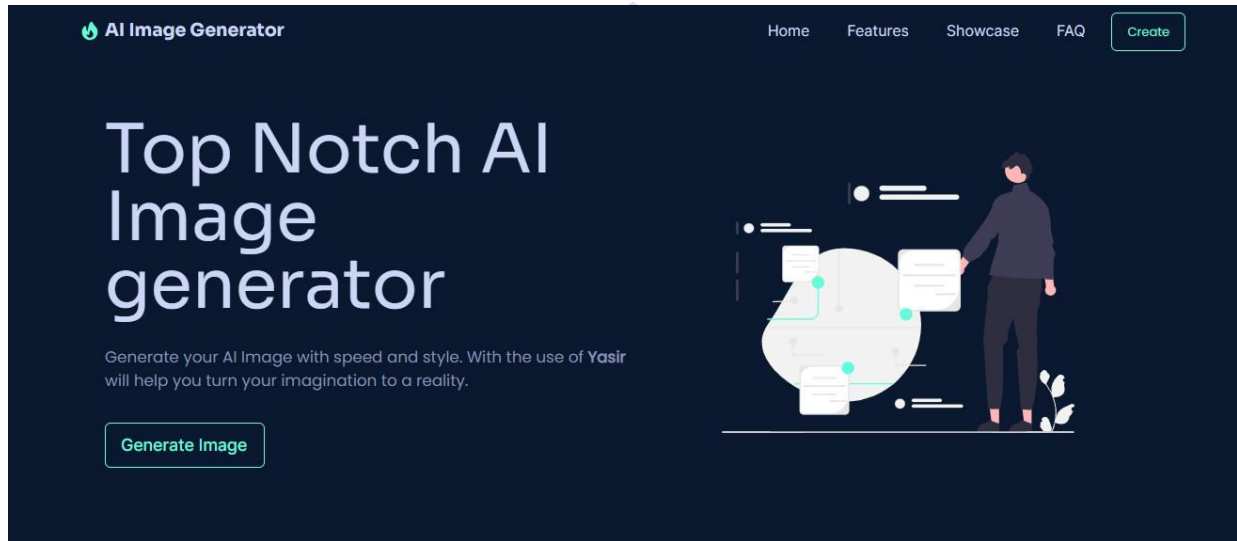 AI Image Generator
Home Features Showcase FAQ Create
Top Notch AI
Image
generator
Generate your AI Image with speed and style. With the use of Yasir
will help you turn your imagination to a reality.
Generate Image